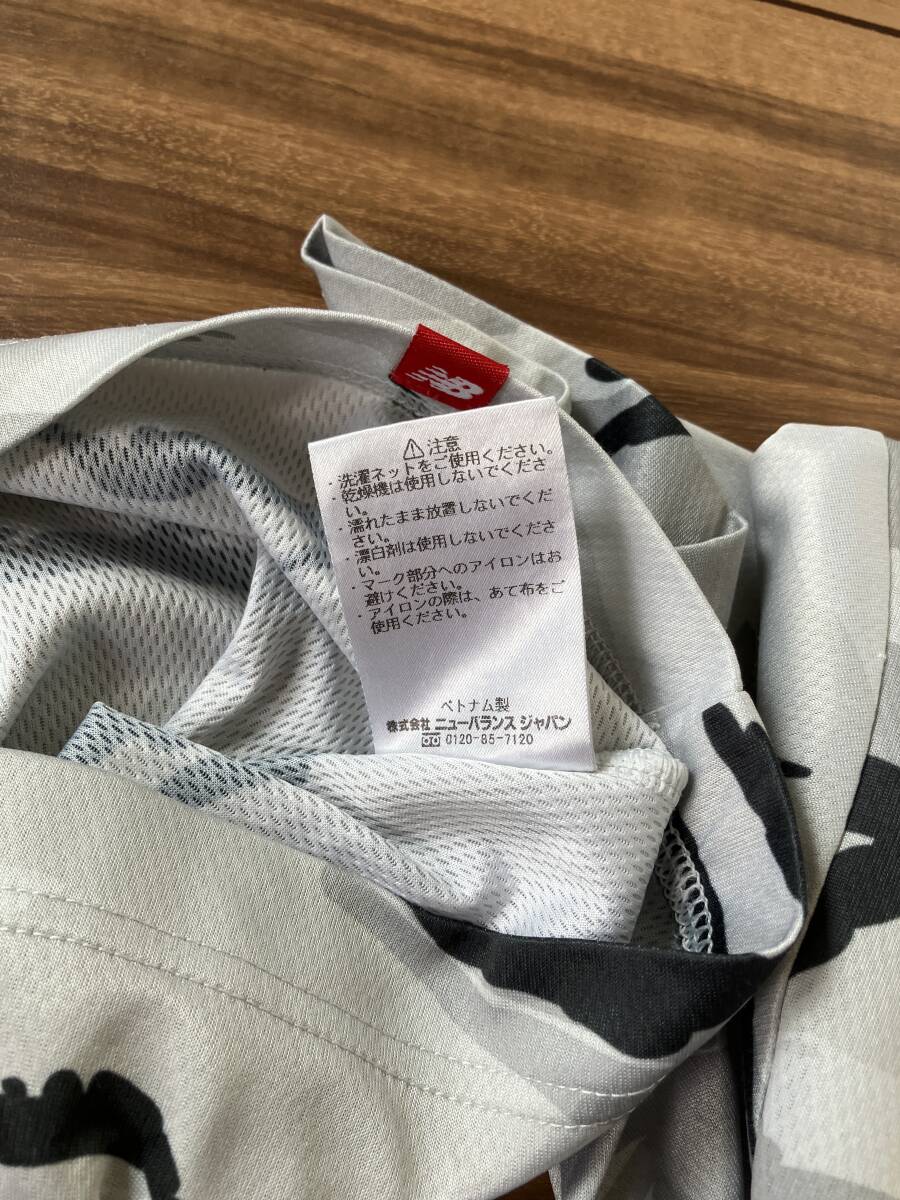 NB
⚠注意
・洗濯ネットをご使用ください。
・乾燥機は使用しないでくださ
い。
・濡れたまま放置しないでくだ
さい。
・漂白剤は使用しないでくださ
い。
・マーク部分へのアイロンはお
避けください。
・アイロンの際は、あて布をご
使用ください。
ベトナム製
株式会社 ニューバランス ジャパン
0120-85-7120